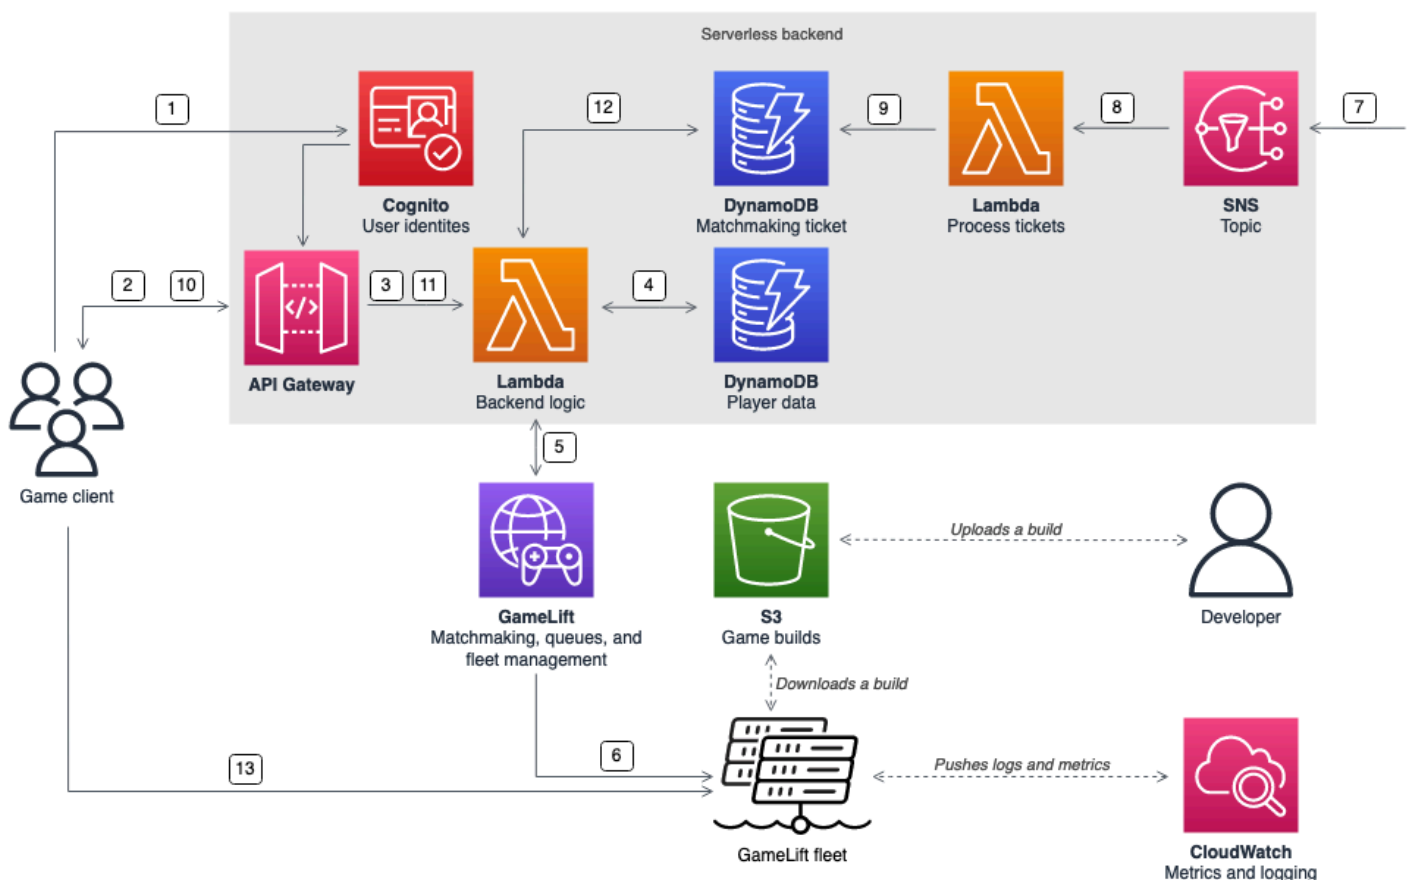 Serverless backend
1
12
9
8
7
Cognito
User identites
DynamoDB
Matchmaking ticket
Lambda
Process tickets
SNS
Topic
2
10
3
11
4
API Gateway
Lambda
Backend logic
DynamoDB
Player data
5
Game client
Uploads a build
GameLift
Matchmaking, queues, and
fleet management
S3
Game builds
Developer
Downloads a build
6
13
Pushes logs and metrics
GameLift fleet
CloudWatch
Metrics and logging